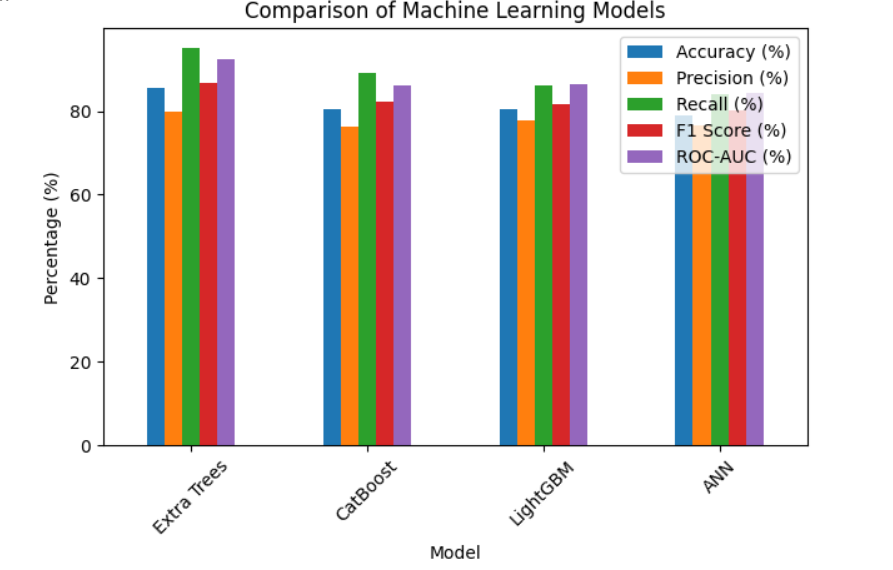 Comparison of Machine Learning Models
Accuracy (%)
Precision (%)
Recall (%)
F1 Score (%)
ROC-AUC (%)
Percentage (%)
80
60
40
20
0
Extra Trees
CatBoost
LightGBM
ANN
Model